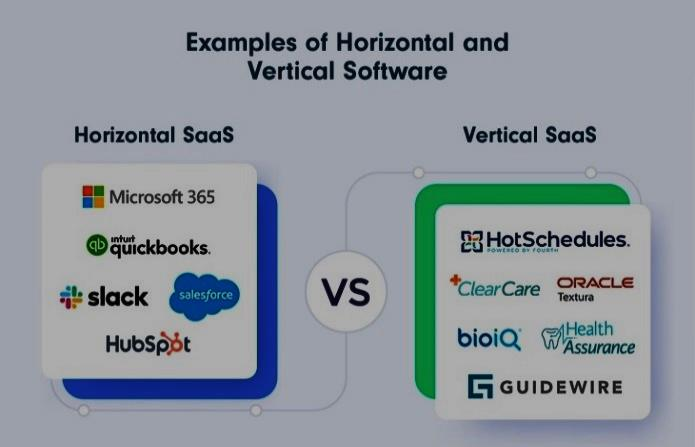 Examples of Horizontal and
Vertical Software
Horizontal SaaS
Microsoft 365
qb intuit
quickbooks.
slack
salesforce
HubSpot
VS
Vertical SaaS
HotSchedules.
POWERED BY FOURTH
ClearCare
ORACLE
Textura
bioiQ
Health
Assurance
GUIDEWIRE